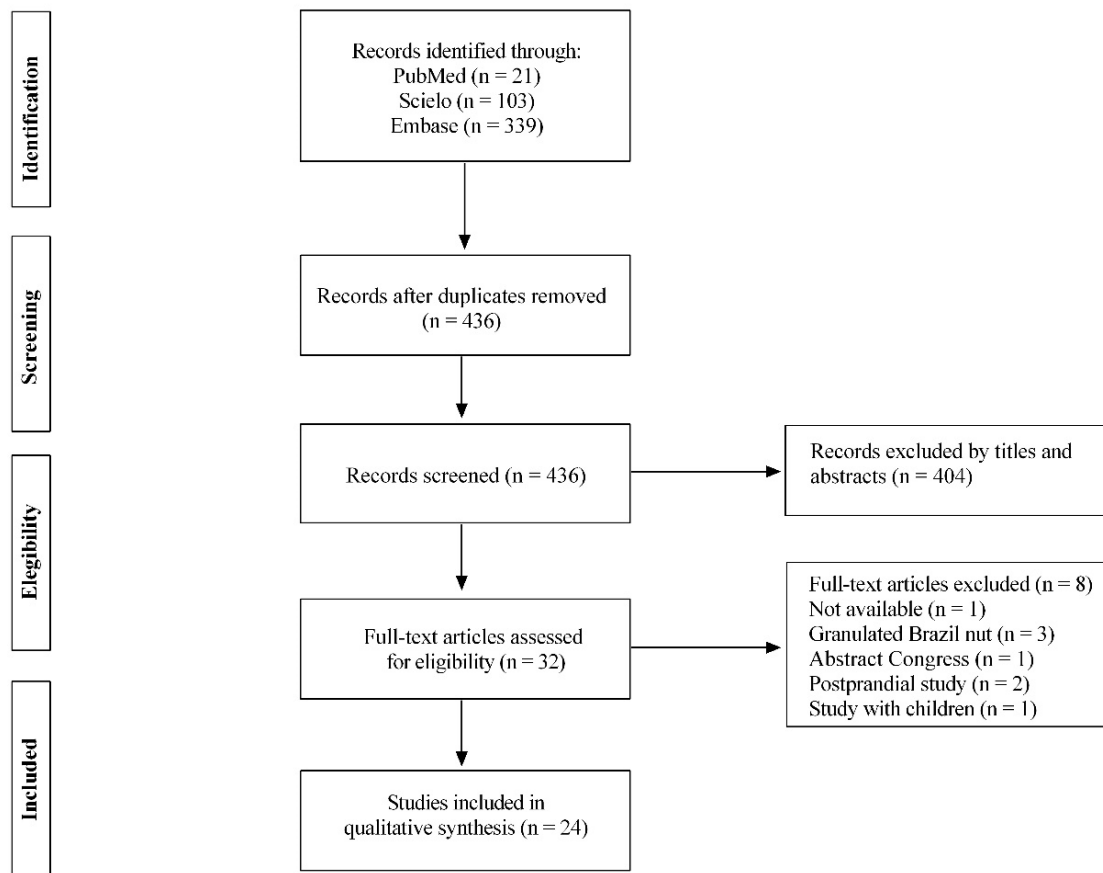 Identification
Records identified through:
PubMed (n = 21)
Scielo (n = 103)
Embase (n = 339)
Screening
Records after duplicates removed
(n = 436)
Records screened (n = 436)
Records excluded by titles and
abstracts (n = 404)
Elegibility
Full-text articles assessed
for eligibility (n = 32)
Full-text articles excluded (n = 8)
Not available (n = 1)
Granulated Brazil nut (n = 3)
Abstract Congress (n = 1)
Postprandial study (n = 2)
Study with children (n = 1)
Included
Studies included in
qualitative synthesis (n = 24)